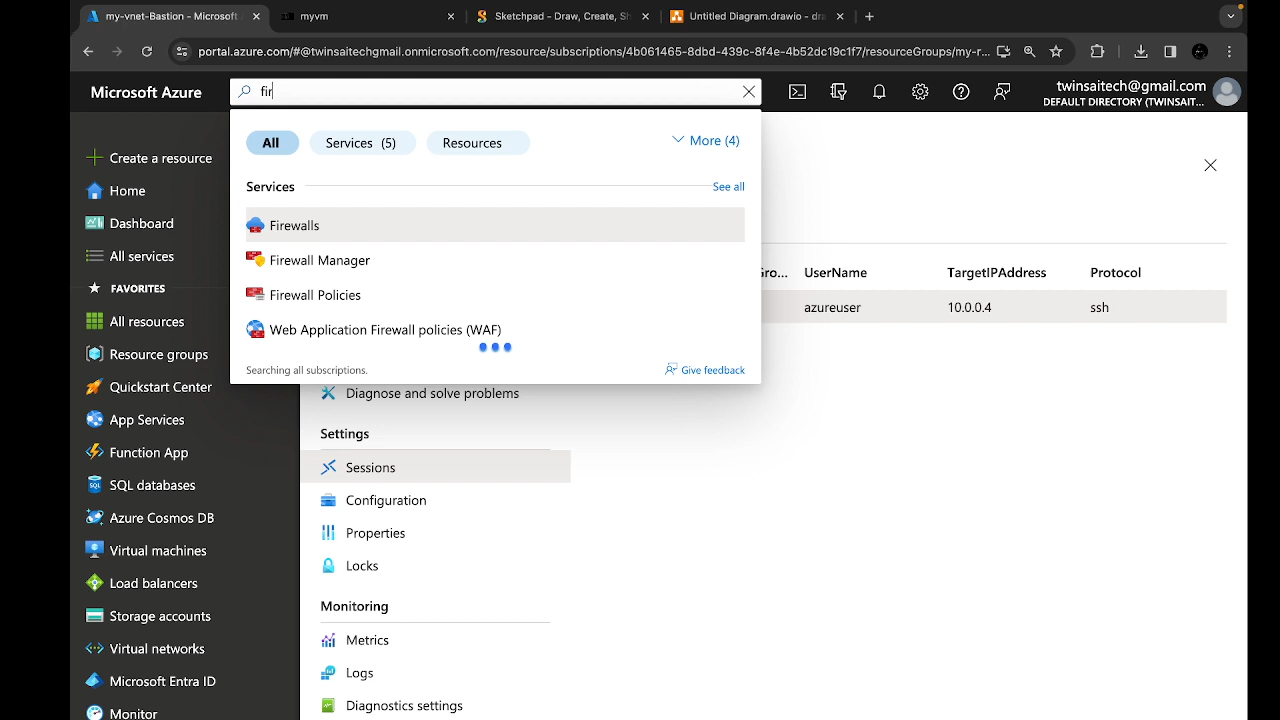 my-vnet-Bastion - Microsoft
myvm
Sketchpad - Draw, Create, Sh
Untitled Diagram.drawio - dra
portal.azure.com/#@twinsaitechgmail.onmicrosoft.com/resource/subscriptions/4b061465-8dbd-439c-8f4e-4b523c19c1f7/resourceGroups/my-r...
Microsoft Azure
fir
twinsaitech@gmail.com
DEFAULT DIRECTORY (TWINSAIT...
All
Services (5)
Resources
More (4)
Services
See all
Firewalls
Firewall Manager
Firewall Policies
Web Application Firewall policies (WAF)
Searching all subscriptions.
Give feedback
Create a resource
Home
Dashboard
All services
FAVORITES
All resources
Resource groups
Quickstart Center
App Services
Function App
SQL databases
Azure Cosmos DB
Virtual machines
Load balancers
Storage accounts
Virtual networks
Microsoft Entra ID
Monitor
Diagnose and solve problems
Settings
Sessions
Configuration
Properties
Locks
Monitoring
Metrics
Logs
Diagnostics settings
Gro... UserName TargetIPAddress Protocol
azureuser 10.0.0.4 ssh